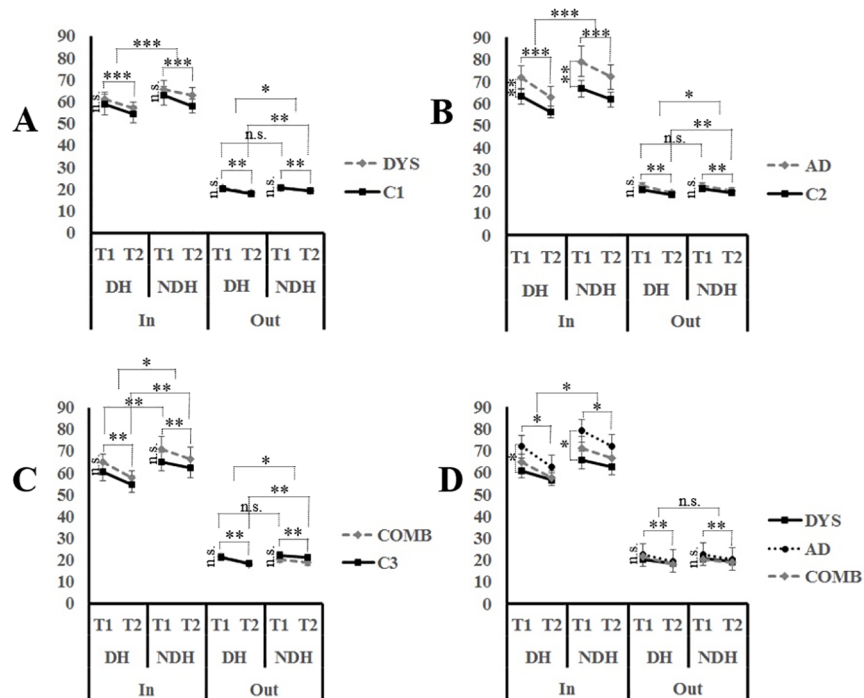 A
90
80
70
60
50
40
30
20
10
0
*** *** ***
n.s. n.s.
* ** n.s. ** **
n.s. n.s.
DYS
C1
T1 T2 T1 T2 T1 T2 T1 T2
DH NDH DH NDH
In Out
B
90
80
70
60
50
40
30
20
10
0
*** *** ***
** **
* ** n.s. ** **
n.s. n.s.
AD
C2
T1 T2 T1 T2 T1 T2 T1 T2
DH NDH DH NDH
In Out
C
90
80
70
60
50
40
30
20
10
0
* ** ** ** **
n.s. n.s.
* ** n.s. ** **
n.s. n.s.
COMB
C3
T1 T2 T1 T2 T1 T2 T1 T2
DH NDH DH NDH
In Out
D
90
80
70
60
50
40
30
20
10
0
* * *
* *
n.s. ** **
n.s. n.s.
DYS
AD
COMB
T1 T2 T1 T2 T1 T2 T1 T2
DH NDH DH NDH
In Out